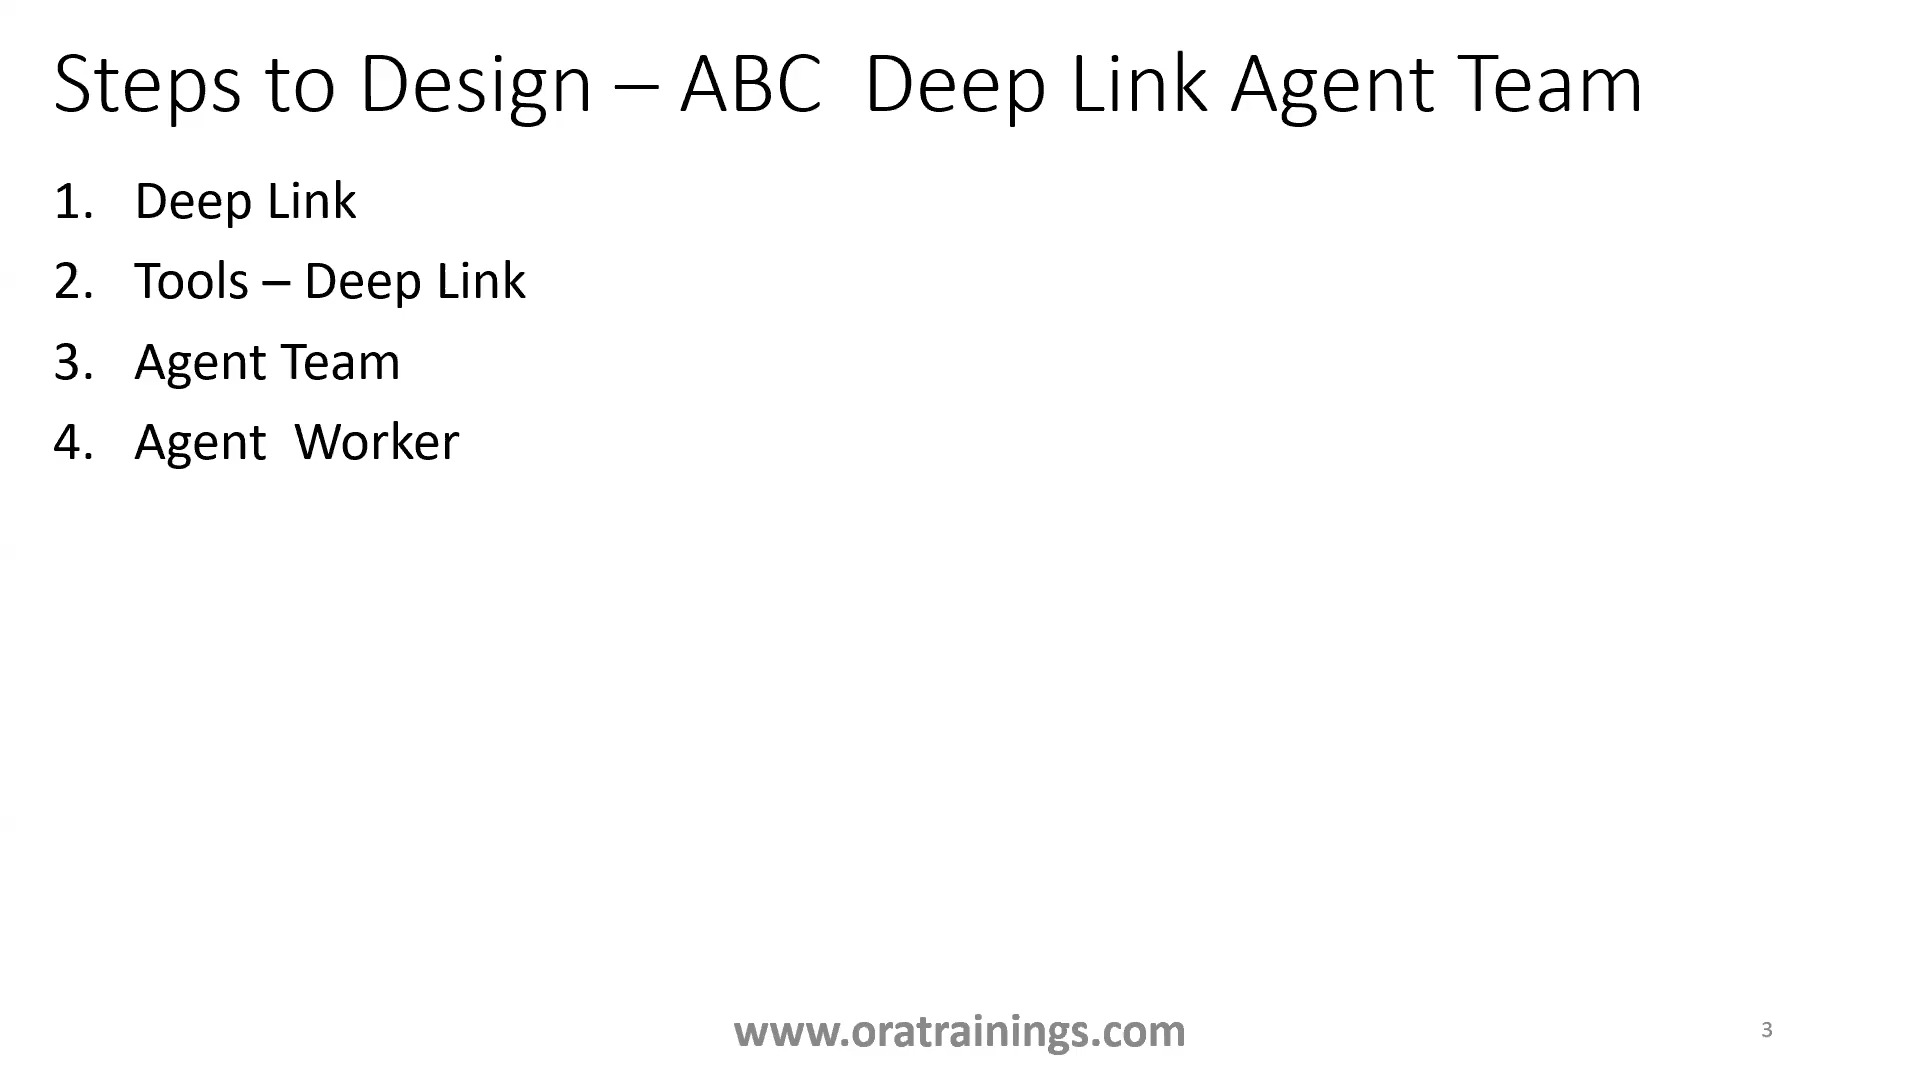 Steps to Design – ABC  Deep Link Agent Team
1. Deep Link
2. Tools – Deep Link
3. Agent Team
4. Agent  Worker
www.oratrainings.com
3